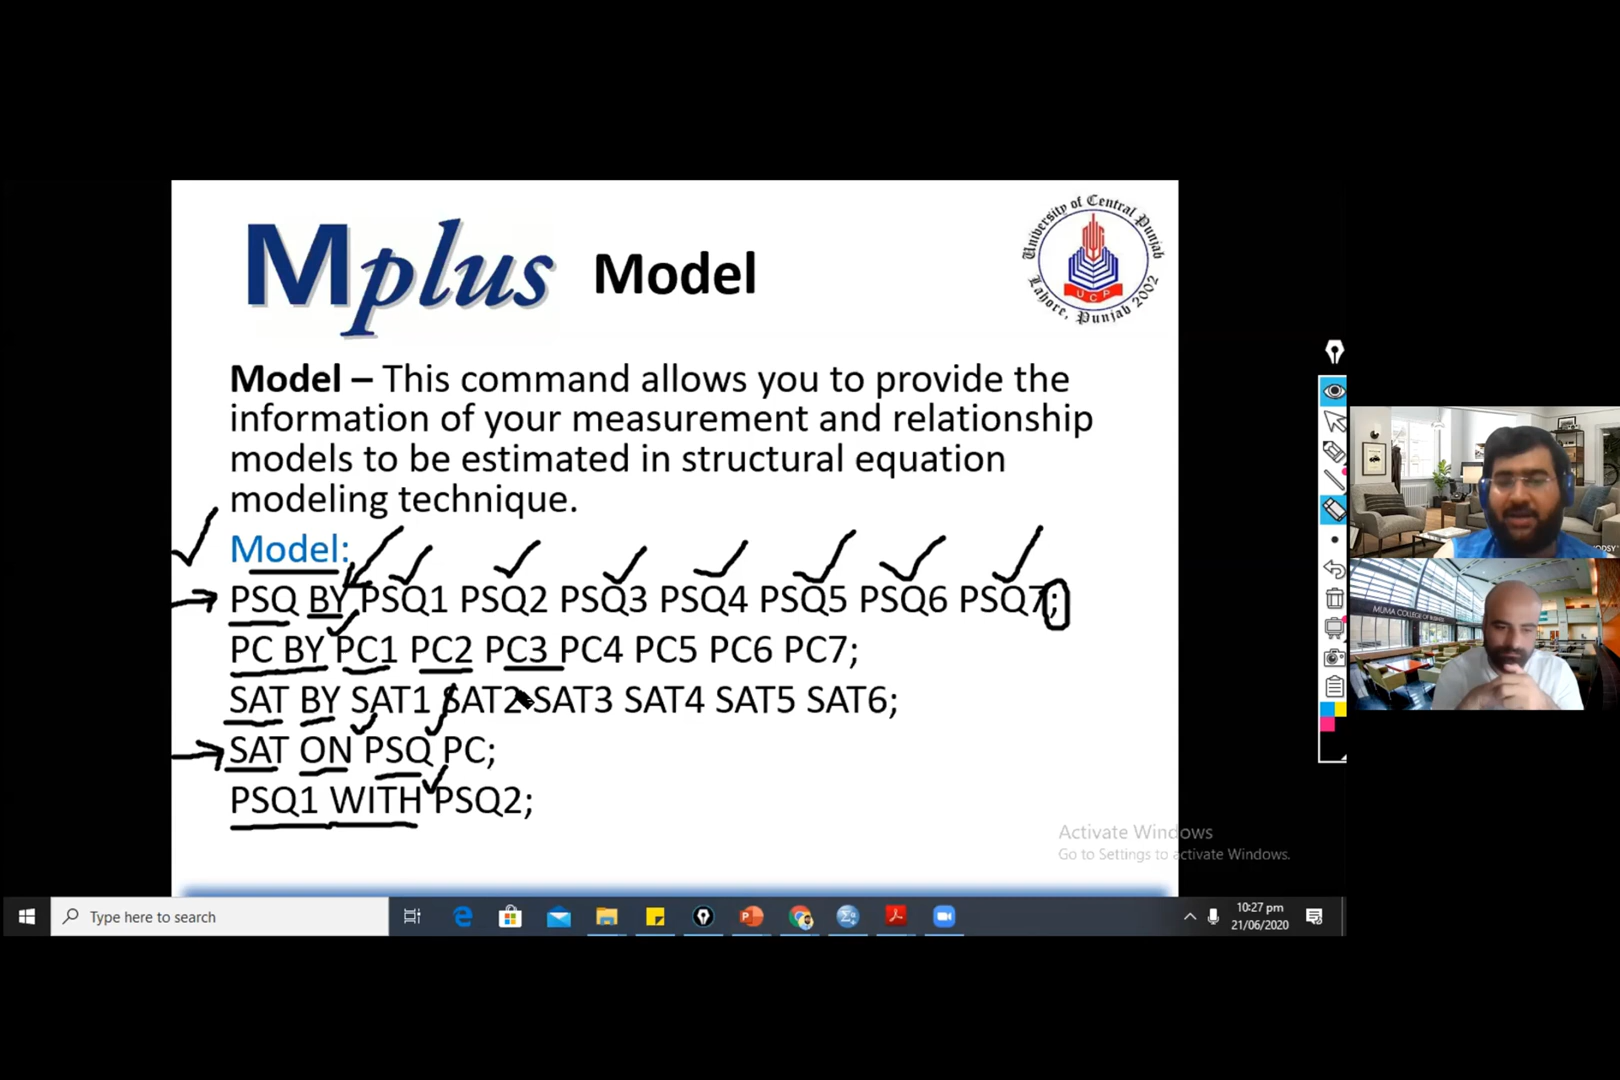 Mplus Model
University of Central Punjab
UCP
Lahore, Punjab 2002
Model – This command allows you to provide the
information of your measurement and relationship
models to be estimated in structural equation
modeling technique.
Model:
PSQ BY PSQ1 PSQ2 PSQ3 PSQ4 PSQ5 PSQ6 PSQ7;
PC BY PC1 PC2 PC3 PC4 PC5 PC6 PC7;
SAT BY SAT1 SAT2 SAT3 SAT4 SAT5 SAT6;
SAT ON PSQ PC;
PSQ1 WITH PSQ2;
Activate Windows
Go to Settings to activate Windows.
MUMA COLLEGE OF BUSINESS
Type here to search
10:27 pm
21/06/2020